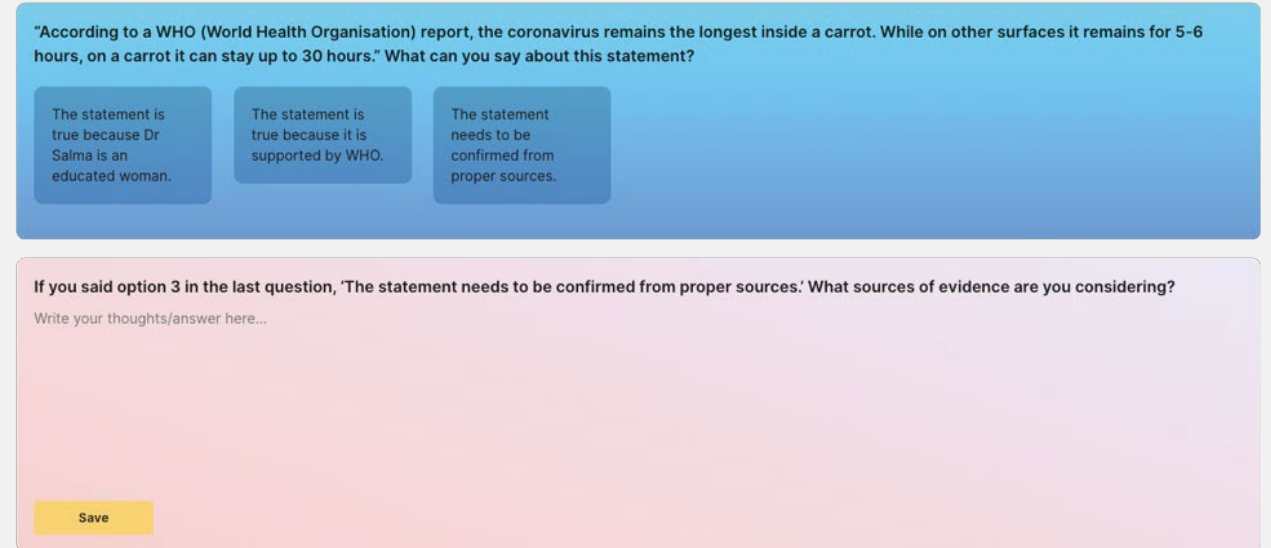 “According to a WHO (World Health Organisation) report, the coronavirus remains the longest inside a carrot. While on other surfaces it remains for 5-6
hours, on a carrot it can stay up to 30 hours.” What can you say about this statement?
The statement is
true because Dr
Salma is an
educated woman.
The statement is
true because it is
supported by WHO.
The statement
needs to be
confirmed from
proper sources.
If you said option 3 in the last question, ‘The statement needs to be confirmed from proper sources.’ What sources of evidence are you considering?
Write your thoughts/answer here...
Save